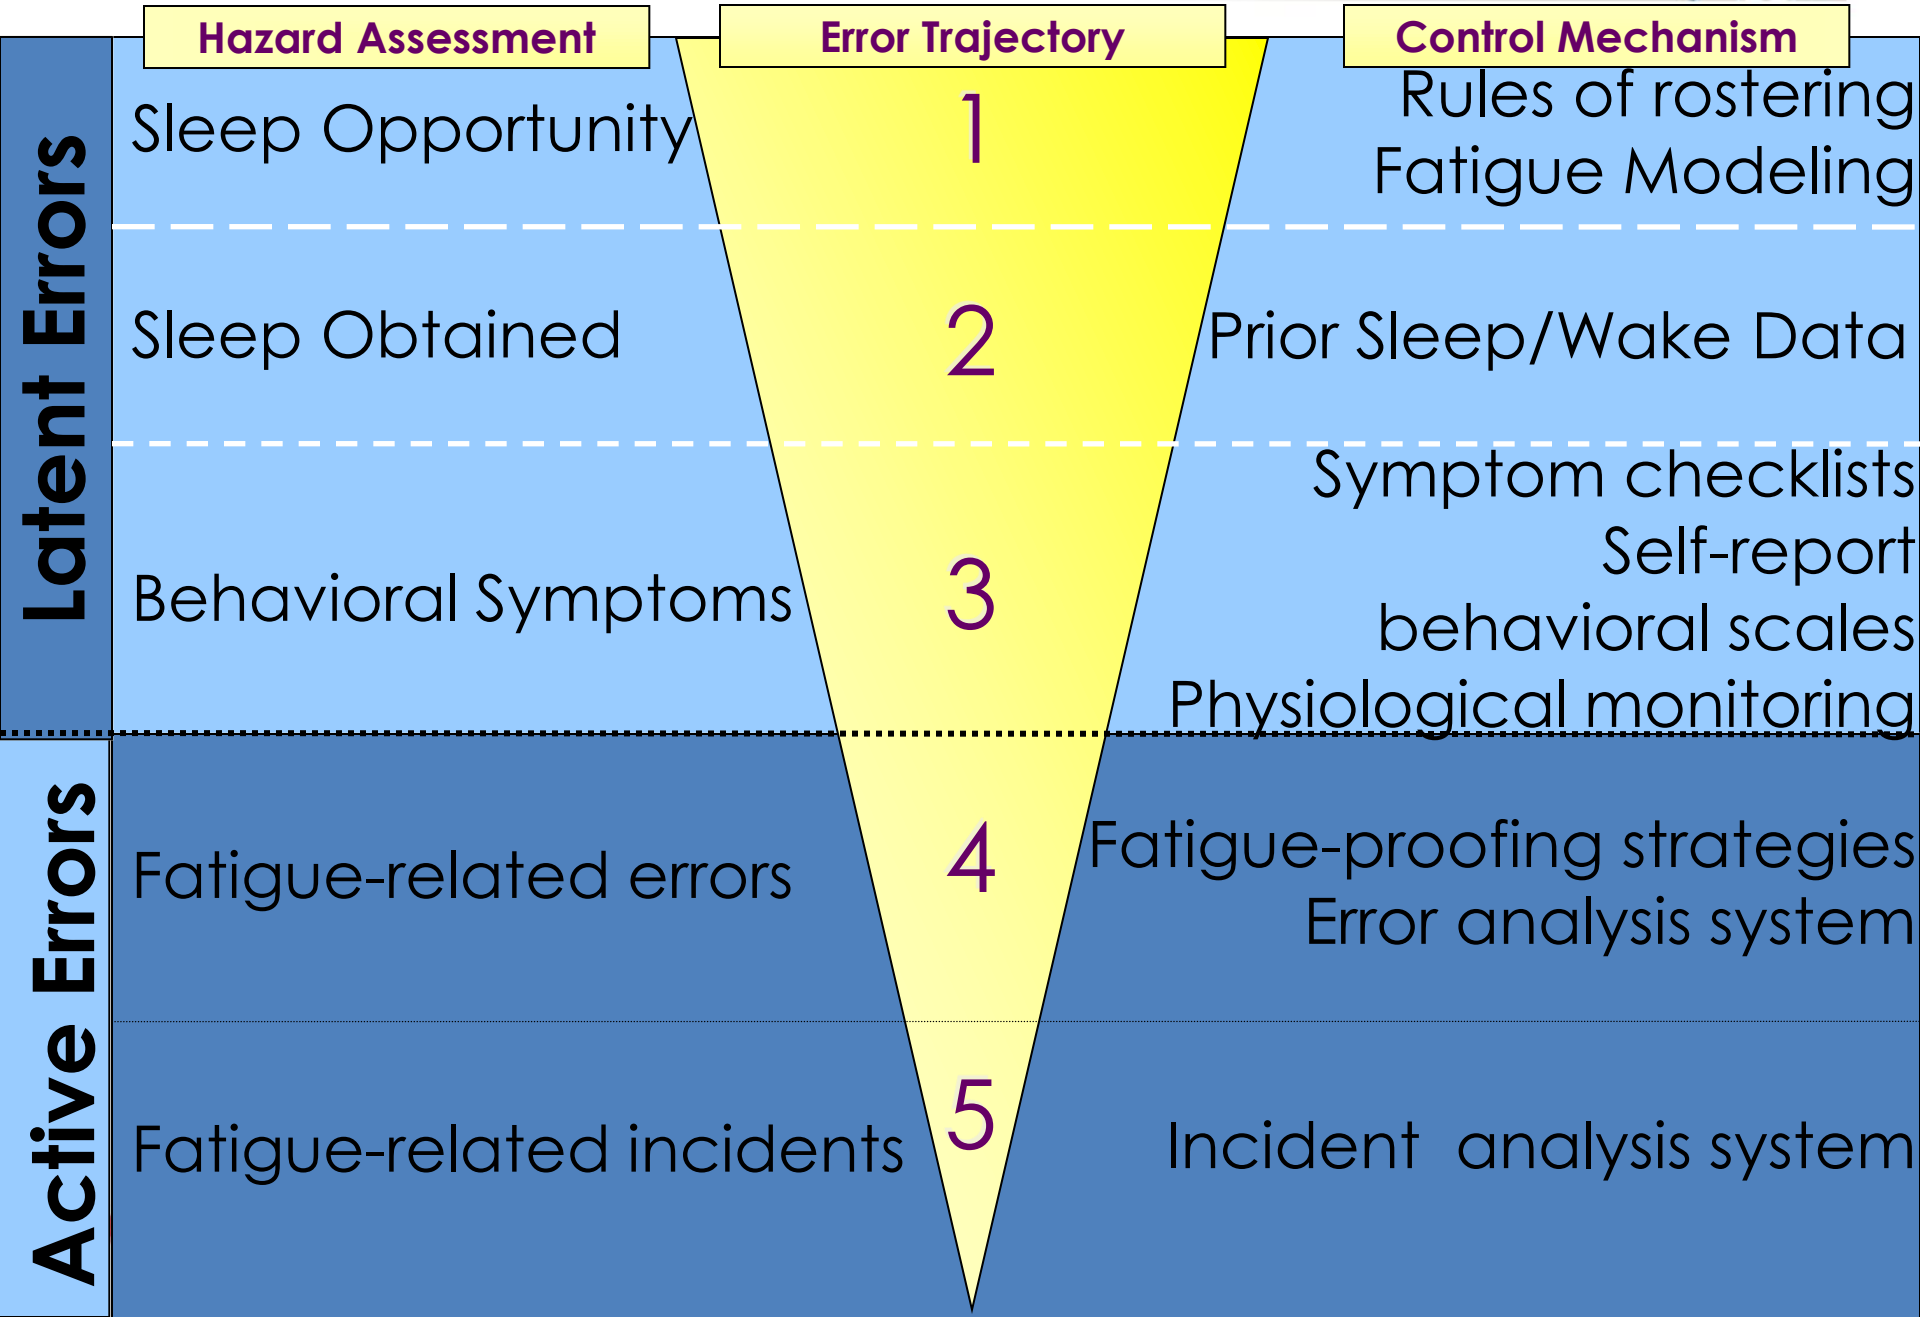 Hazard Assessment
Error Trajectory
Control Mechanism
Latent Errors
Sleep Opportunity
1
Rules of rostering
Fatigue Modeling
Sleep Obtained
2
Prior Sleep/Wake Data
Behavioral Symptoms
3
Symptom checklists
Self-report
behavioral scales
Physiological monitoring
Active Errors
Fatigue-related errors
4
Fatigue-proofing strategies
Error analysis system
Fatigue-related incidents
5
Incident  analysis system